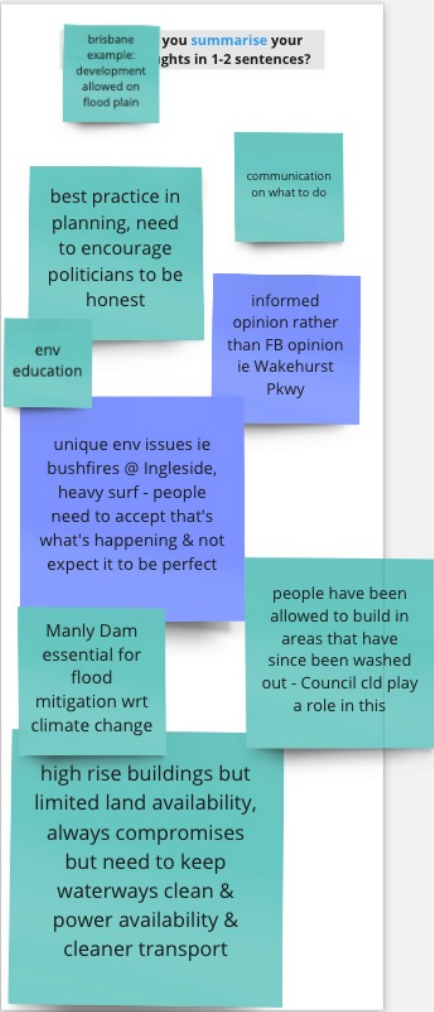 brisbane
example:
development
allowed on
flood plain
you summarise your
ghts in 1-2 sentences?
communication
on what to do
best practice in
planning, need
to encourage
politicians to be
honest
informed
opinion rather
than FB opinion
ie Wakehurst
Pkwy
env
education
unique env issues ie
bushfires @ Ingleside,
heavy surf - people
need to accept that's
what's happening & not
expect it to be perfect
people have been
allowed to build in
areas that have
since been washed
out - Council cld play
a role in this
Manly Dam
essential for
flood
mitigation wrt
climate change
high rise buildings but
limited land availability,
always compromises
but need to keep
waterways clean &
power availability &
cleaner transport